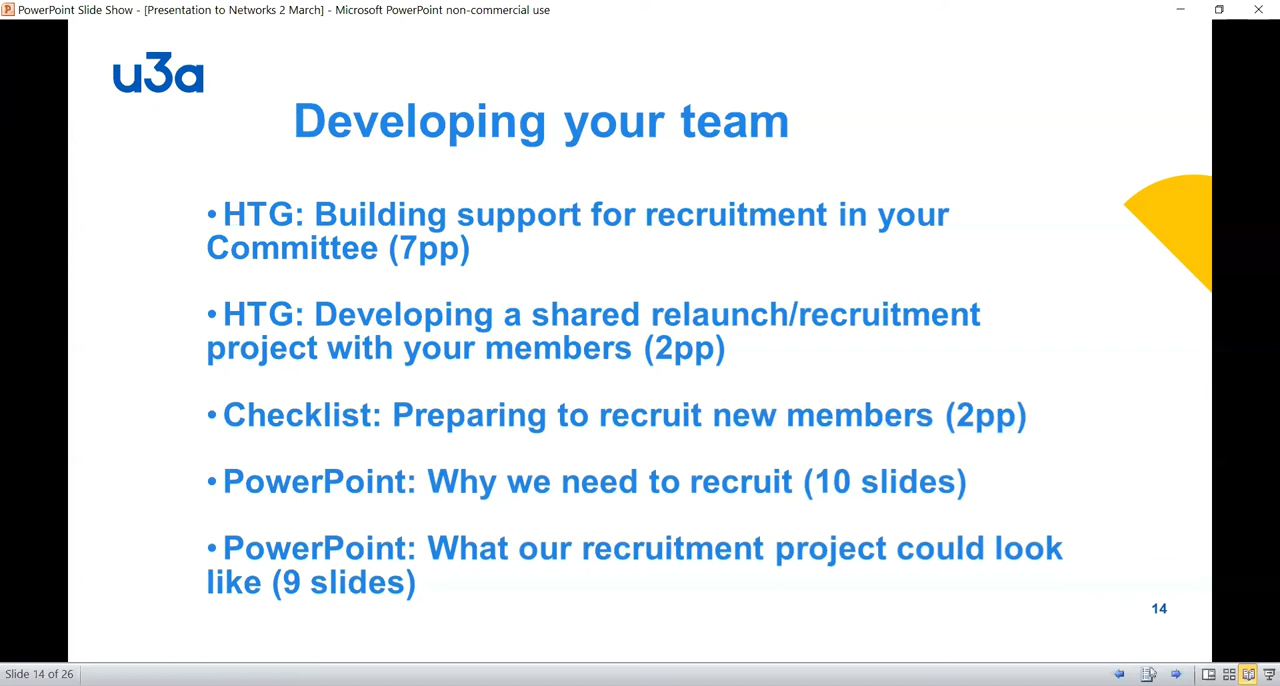 PowerPoint Slide Show - [Presentation to Networks 2 March] - Microsoft PowerPoint non-commercial use
u3a
Developing your team
• HTG: Building support for recruitment in your
Committee (7pp)
• HTG: Developing a shared relaunch/recruitment
project with your members (2pp)
• Checklist: Preparing to recruit new members (2pp)
• PowerPoint: Why we need to recruit (10 slides)
• PowerPoint: What our recruitment project could look
like (9 slides)
14
Slide 14 of 26